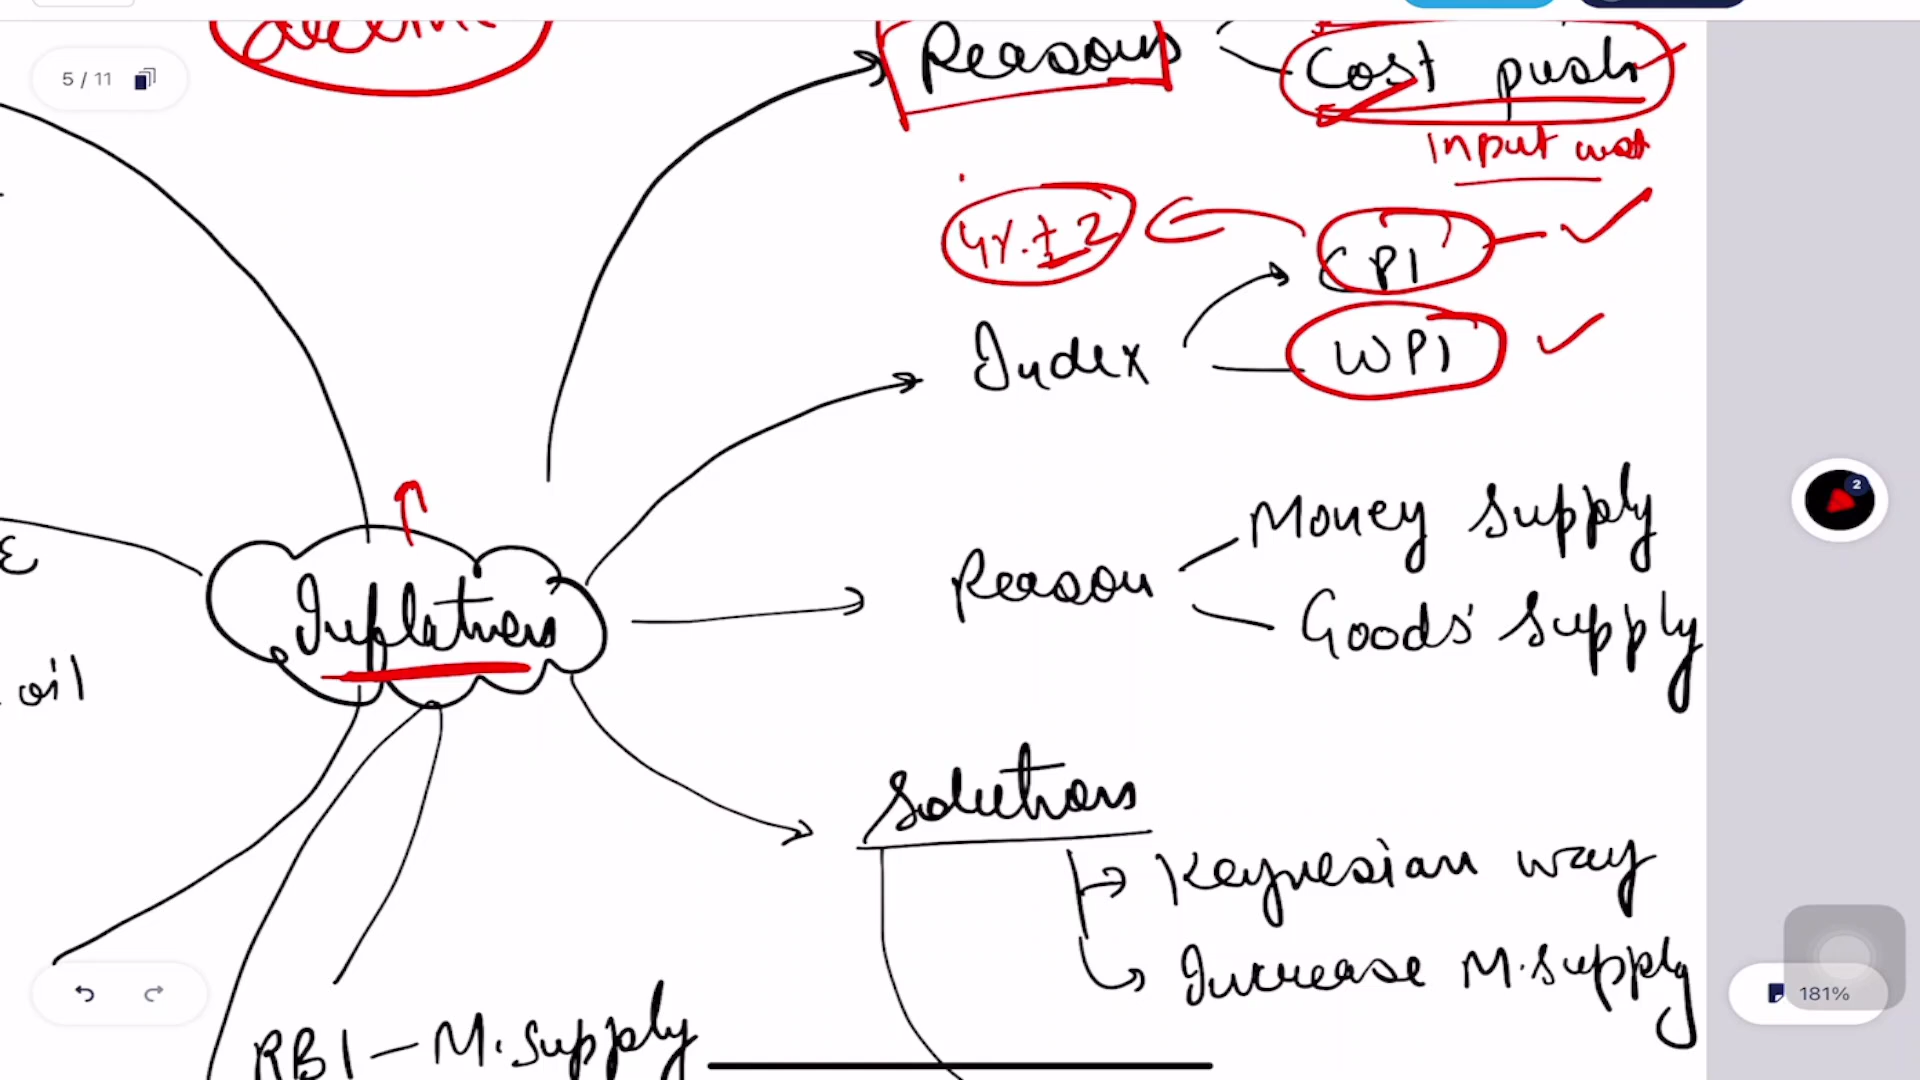 5 / 11
Reasons
Cost push
Input
4%. ± 2
CPI
WPI
Index
Money supply
Reason
Goods' supply
Inflation
oil
Solutions
Keynesian way
Increase M. supply
RBI - M. supply
2
181%